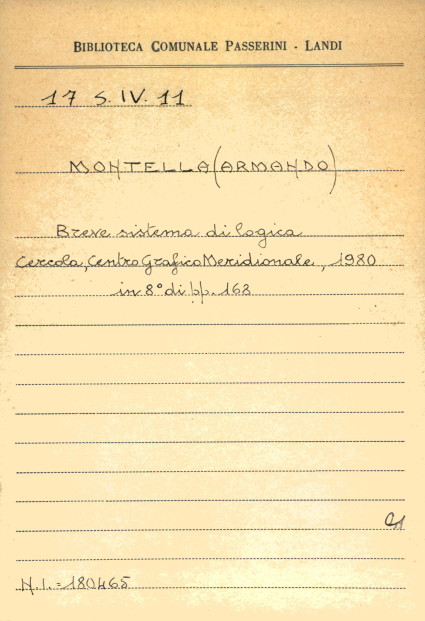 BIBLIOTECA COMUNALE PASSERINI - LANDI
17 S. IV. 11
MONTELLA (ARMANDO)
Breve sistema di logica
Cercola, Centro Grafico Meridionale, 1980
in 8° di pp. 163
N.I. = 180465